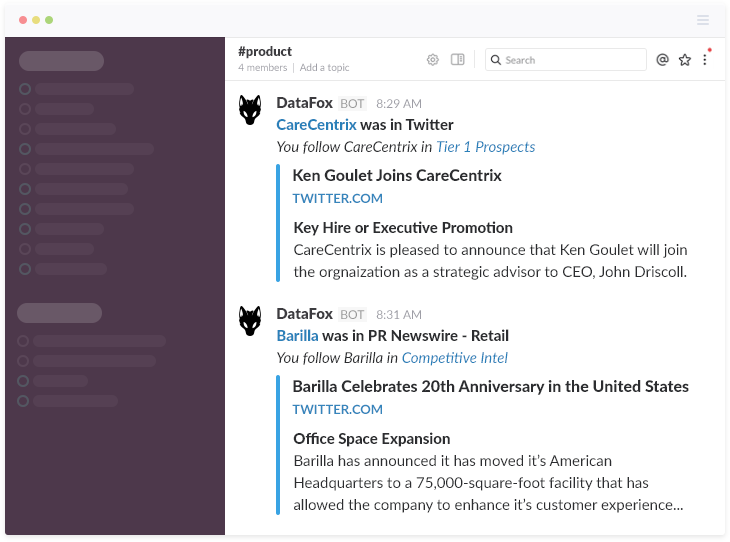 #product
4 members | Add a topic
Search
DataFox BOT 8:29 AM
CareCentrix was in Twitter
You follow CareCentrix in Tier 1 Prospects
Ken Goulet Joins CareCentrix
TWITTER.COM
Key Hire or Executive Promotion
CareCentrix is pleased to announce that Ken Goulet will join
the orgnaization as a strategic advisor to CEO, John Driscoll.
DataFox BOT 8:31 AM
Barilla was in PR Newswire - Retail
You follow Barilla in Competitive Intel
Barilla Celebrates 20th Anniversary in the United States
TWITTER.COM
Office Space Expansion
Barilla has announced it has moved it’s American
Headquarters to a 75,000-square-foot facility that has
allowed the company to enhance it’s customer experience...